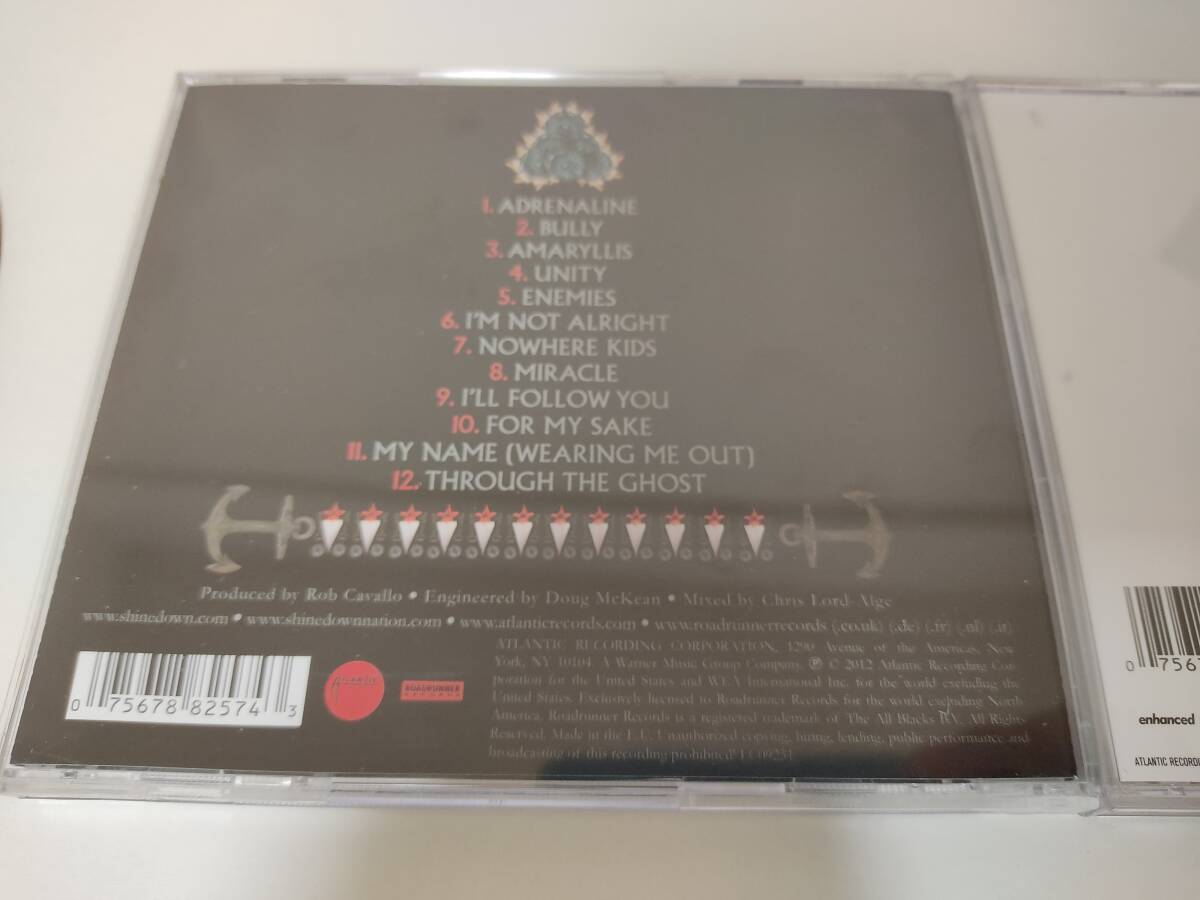 1. ADRENALINE
2. BULLY
3. AMARYLLIS
4. UNITY
5. ENEMIES
6. I'M NOT ALRIGHT
7. NOWHERE KIDS
8. MIRACLE
9. I'LL FOLLOW YOU
10. FOR MY SAKE
11. MY NAME (WEARING ME OUT)
12. THROUGH THE GHOST
Produced by Rob Cavallo • Engineered by Doug McKean • Mixed by Chris Lord-Alge
www.shinedown.com • www.shinedownnation.com • www.atlanticrecords.com • www.roadrunnerrecords (.co.uk) (.de) (.fr) (.nl) (.it)
ATLANTIC RECORDING CORPORATION, 1290 Avenue of the Americas, New
York, NY 10104. A Warner Music Group Company. ℗ © 2012 Atlantic Recording Cor-
poration for the United States and WEA International Inc. for the world excluding the
United States. Exclusively licensed to Roadrunner Records for the world excluding North
America. Roadrunner Records is a registered trademark of The All Blacks B.V. All Rights
Reserved. Made in the E.U. Unauthorized copying, hiring, lending, public performance and
broadcasting of this recording prohibited. LC09231
0 75678 82574 3
ATLANTIC
ROADRUNNER
RECORDS
0 7567
enhanced
ATLANTIC RECORDI